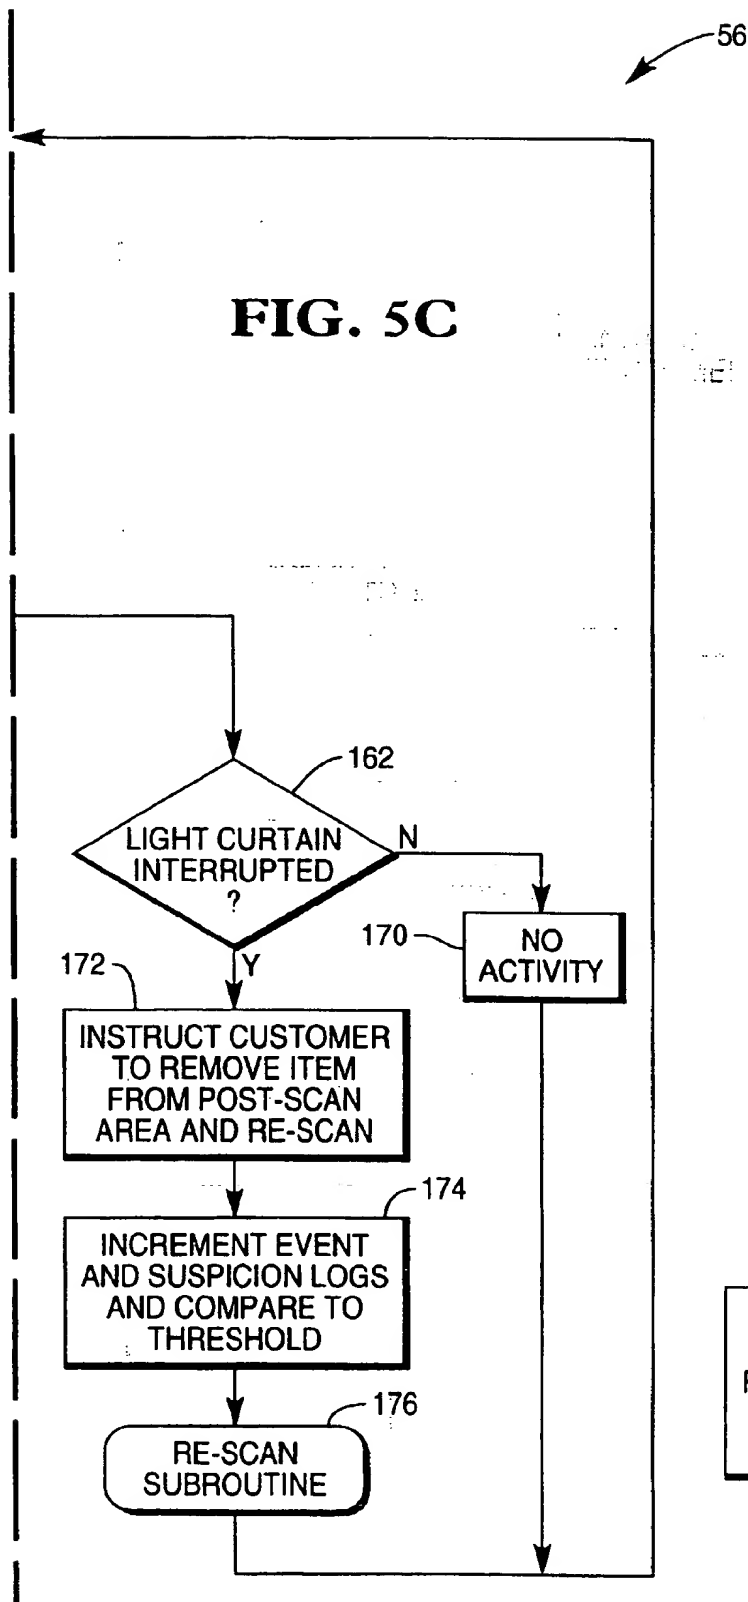 56
FIG. 5C
162
LIGHT CURTAIN
INTERRUPTED
?
N
Y
170
NO
ACTIVITY
172
INSTRUCT CUSTOMER
TO REMOVE ITEM
FROM POST-SCAN
AREA AND RE-SCAN
174
INCREMENT EVENT
AND SUSPICION LOGS
AND COMPARE TO
THRESHOLD
176
RE-SCAN
SUBROUTINE